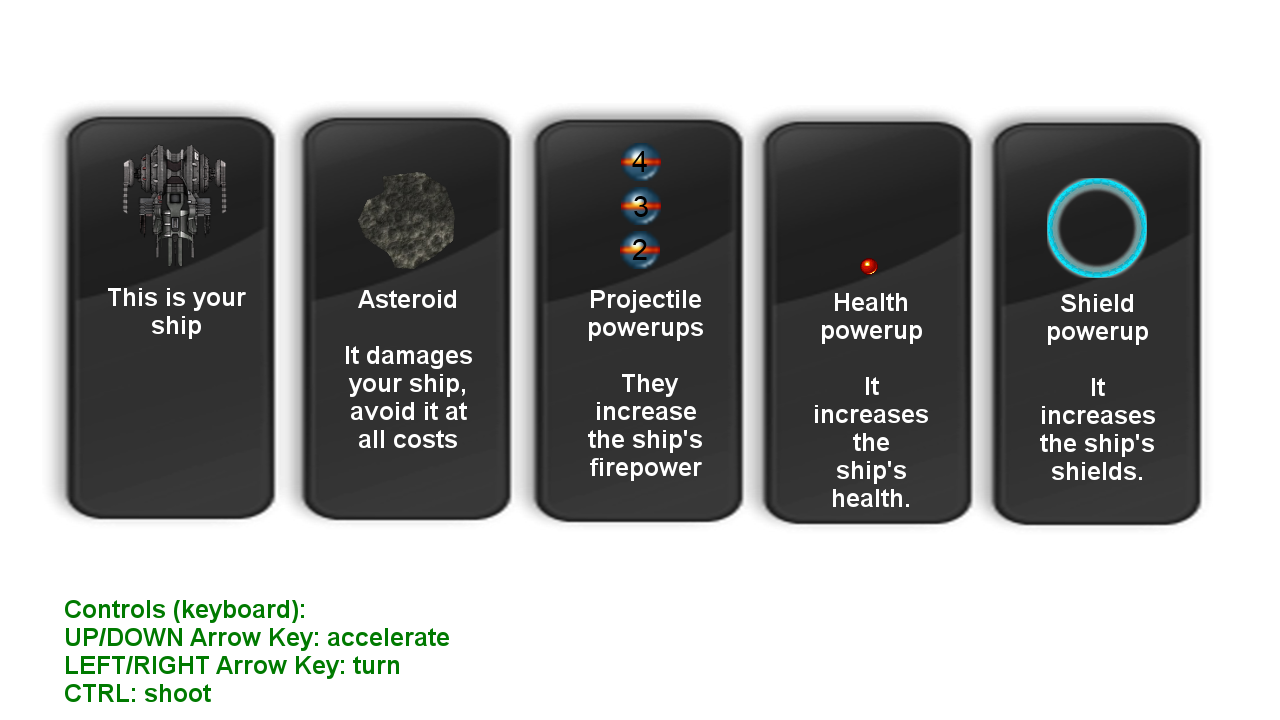 This is your
ship
Asteroid
It damages
your ship,
avoid it at
all costs
4
3
2
Projectile
powerups
They
increase
the ship's
firepower
Health
powerup
It
increases
the
ship's
health.
Shield
powerup
It
increases
the ship's
shields.
Controls (keyboard):
UP/DOWN Arrow Key: accelerate
LEFT/RIGHT Arrow Key: turn
CTRL: shoot